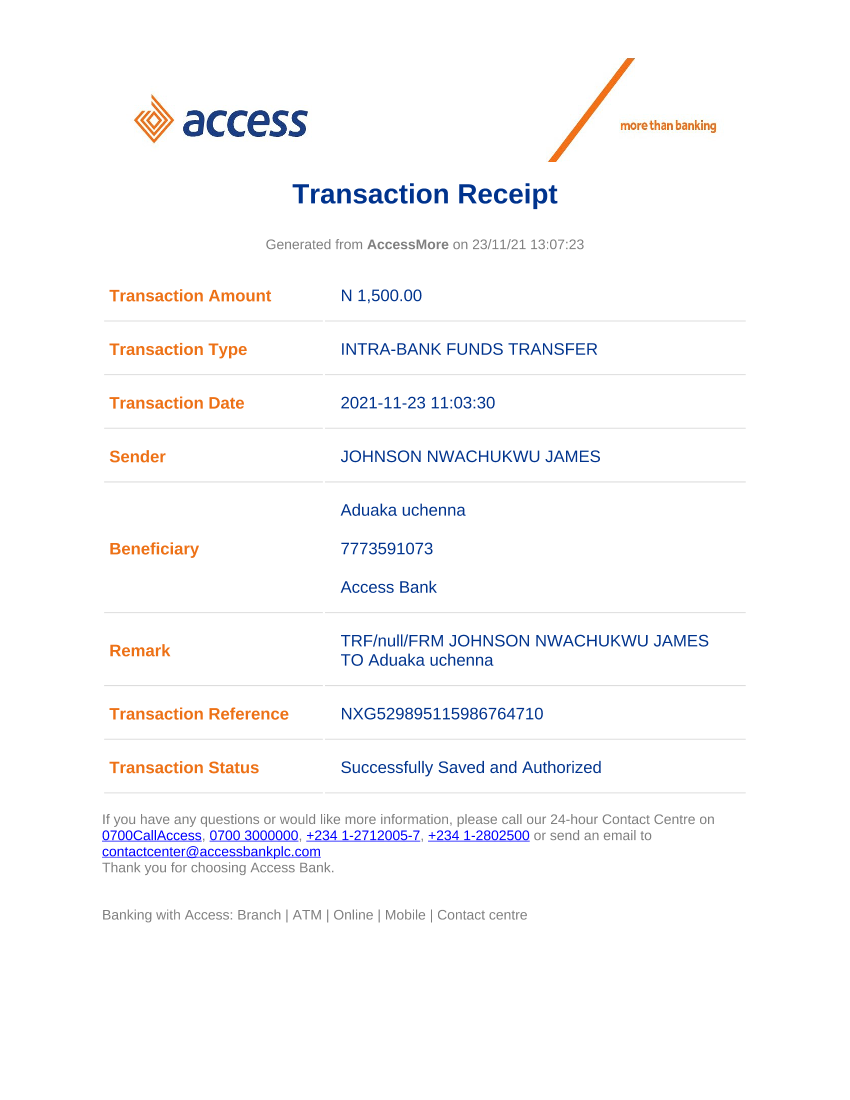 access
more than banking
Transaction Receipt
Generated from AccessMore on 23/11/21 13:07:23
Transaction Amount N 1,500.00
Transaction Type INTRA-BANK FUNDS TRANSFER
Transaction Date 2021-11-23 11:03:30
Sender JOHNSON NWACHUKWU JAMES
Aduaka uchenna
Beneficiary 7773591073
Access Bank
Remark TRF/null/FRM JOHNSON NWACHUKWU JAMES
TO Aduaka uchenna
Transaction Reference NXG529895115986764710
Transaction Status Successfully Saved and Authorized
If you have any questions or would like more information, please call our 24-hour Contact Centre on
0700CallAccess, 0700 3000000, +234 1-2712005-7, +234 1-2802500 or send an email to
contactcenter@accessbankplc.com
Thank you for choosing Access Bank.
Banking with Access: Branch | ATM | Online | Mobile | Contact centre